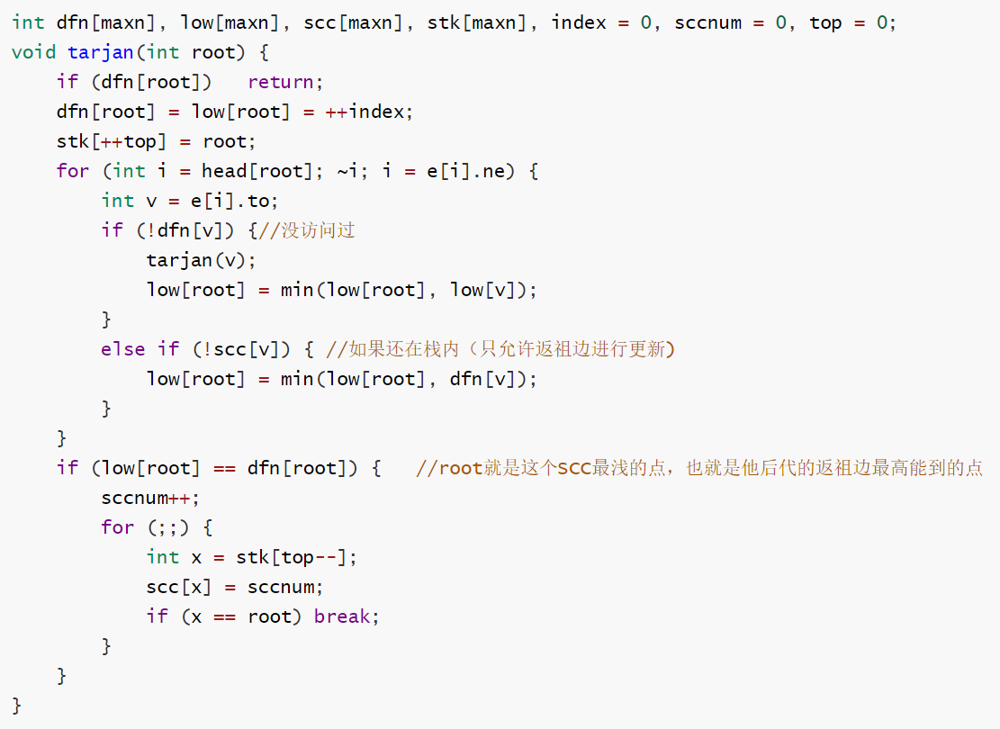 int dfn[maxn], low[maxn], scc[maxn], stk[maxn], index = 0, sccnum = 0, top = 0;
void tarjan(int root) {
    if (dfn[root])   return;
    dfn[root] = low[root] = ++index;
    stk[++top] = root;
    for (int i = head[root]; ~i; i = e[i].ne) {
        int v = e[i].to;
        if (!dfn[v]) {//没访问过
            tarjan(v);
            low[root] = min(low[root], low[v]);
        }
        else if (!scc[v]) { //如果还在栈内（只允许返祖边进行更新)
            low[root] = min(low[root], dfn[v]);
        }
    }
    if (low[root] == dfn[root]) {   //root就是这个SCC最浅的点，也就是他后代的返祖边最高能到的点
        sccnum++;
        for (;;) {
            int x = stk[top--];
            scc[x] = sccnum;
            if (x == root) break;
        }
    }
}